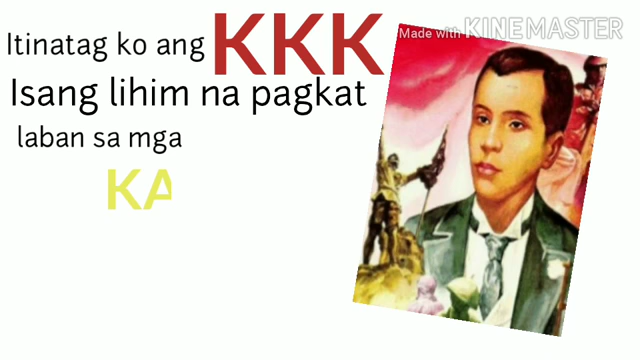 Itinatag ko ang KKK
Isang lihim na pagkat
laban sa mga
KA
Made with KINEMASTER